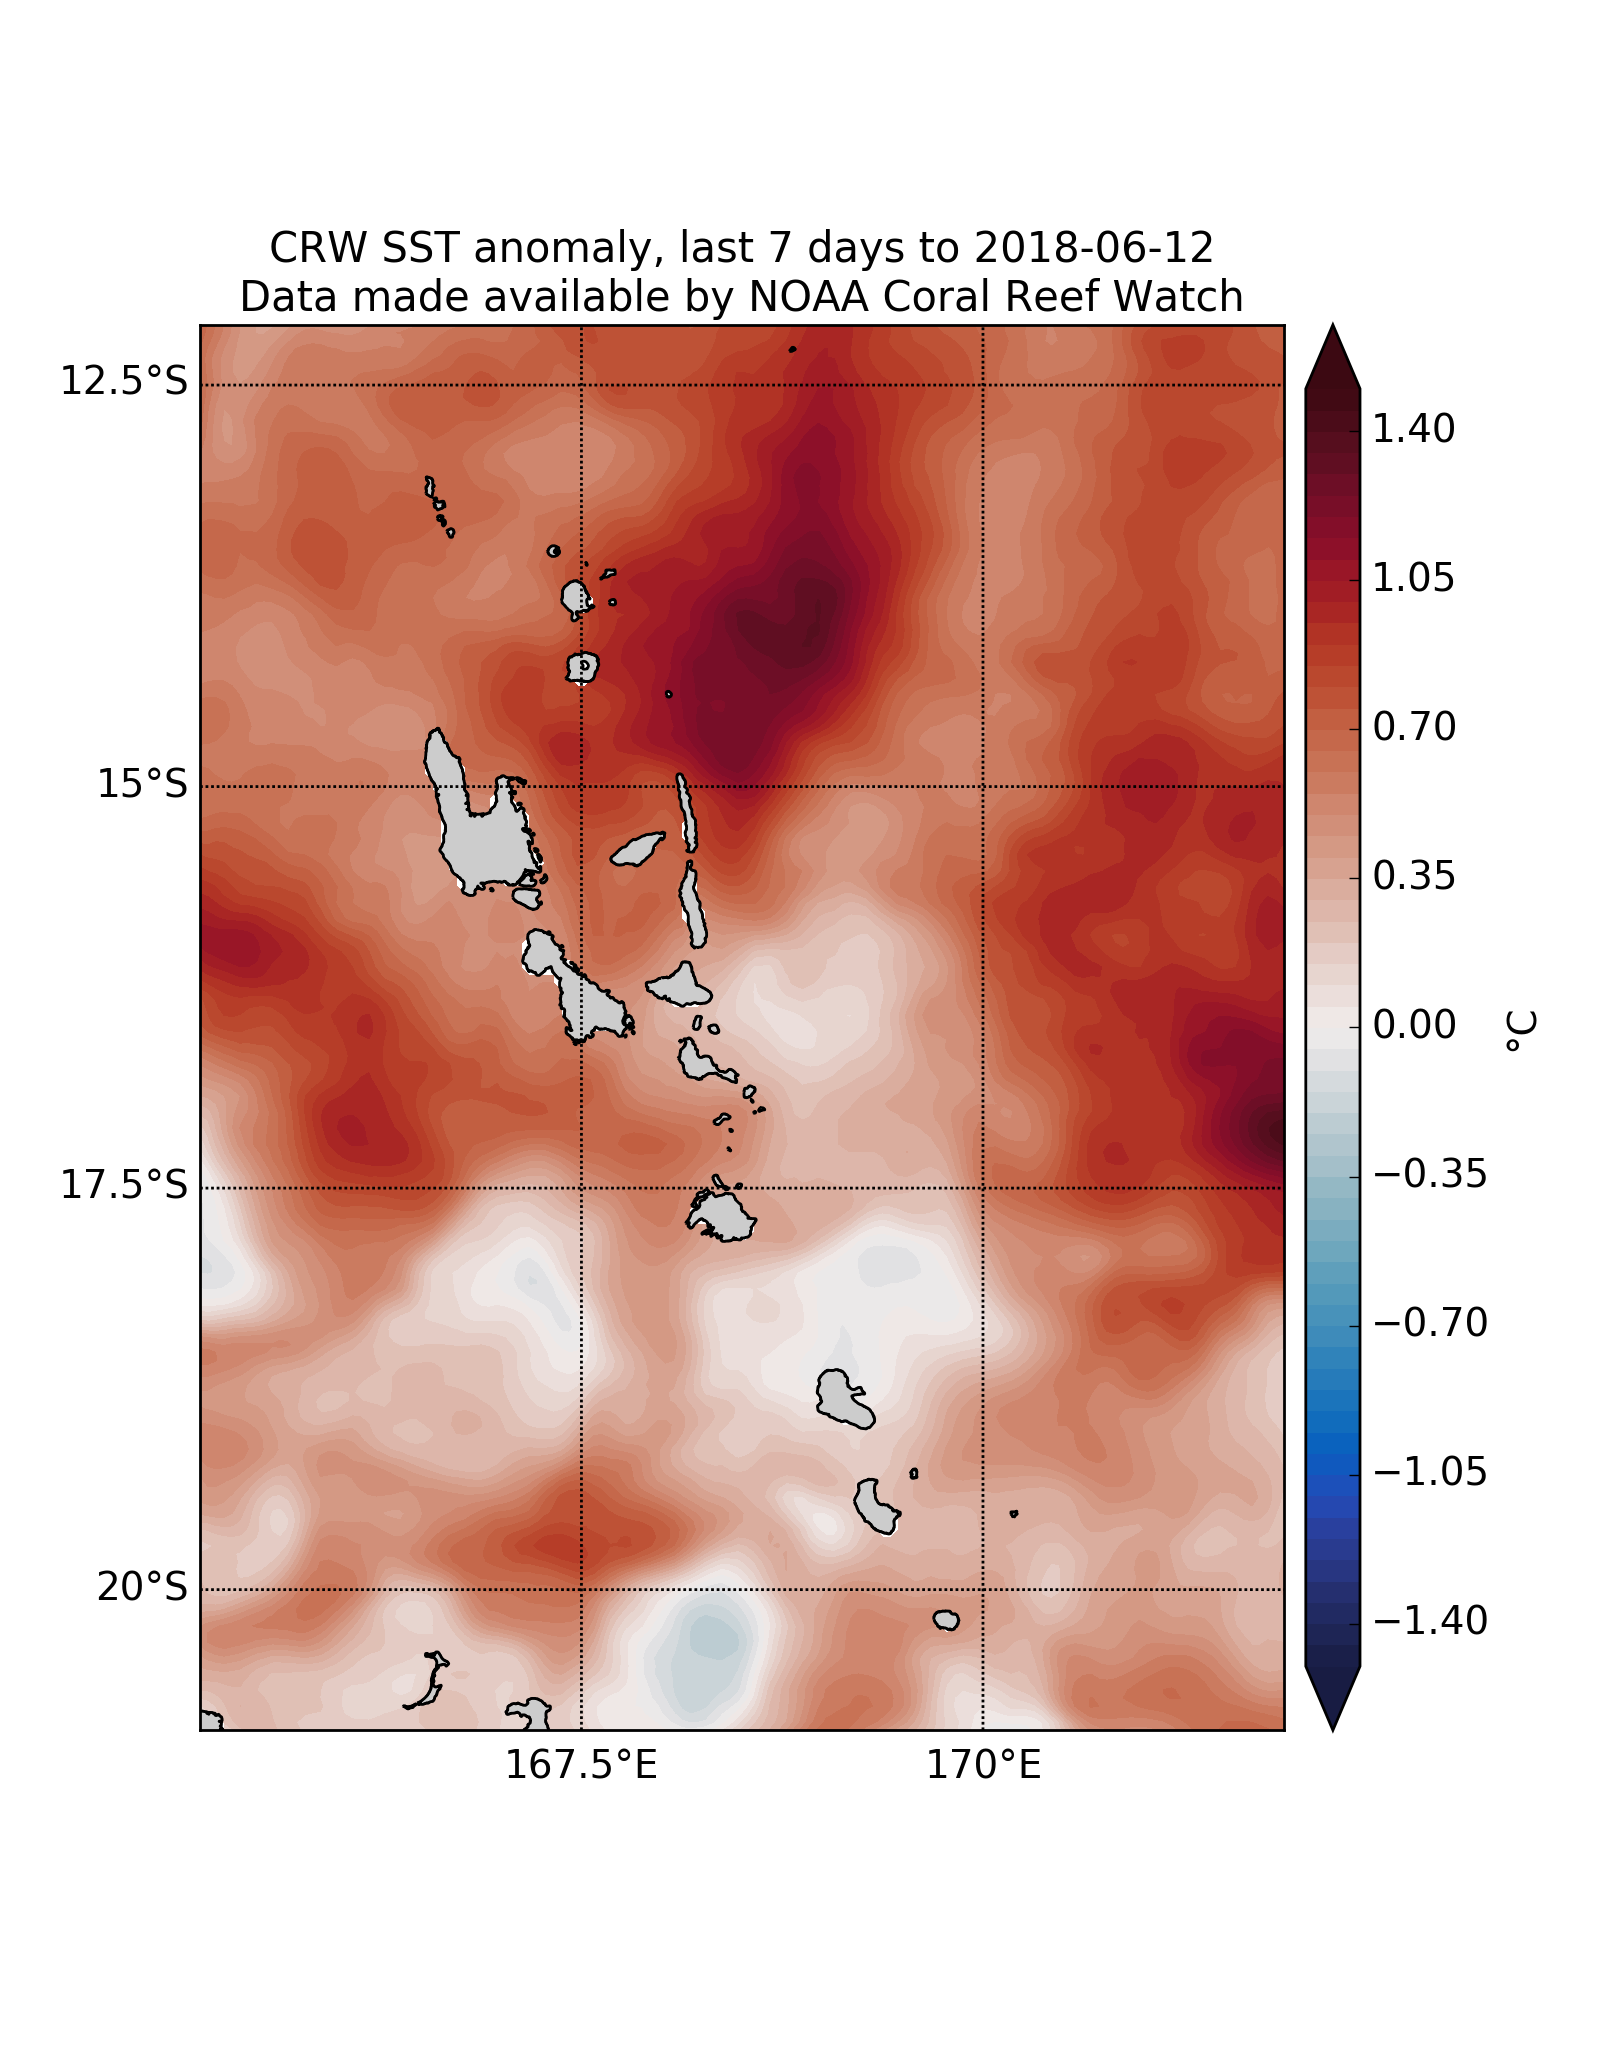 CRW SST anomaly, last 7 days to 2018-06-12
Data made available by NOAA Coral Reef Watch
12.5°S
15°S
17.5°S
20°S
167.5°E
170°E
1.40
1.05
0.70
0.35
0.00
−0.35
−0.70
−1.05
−1.40
°C